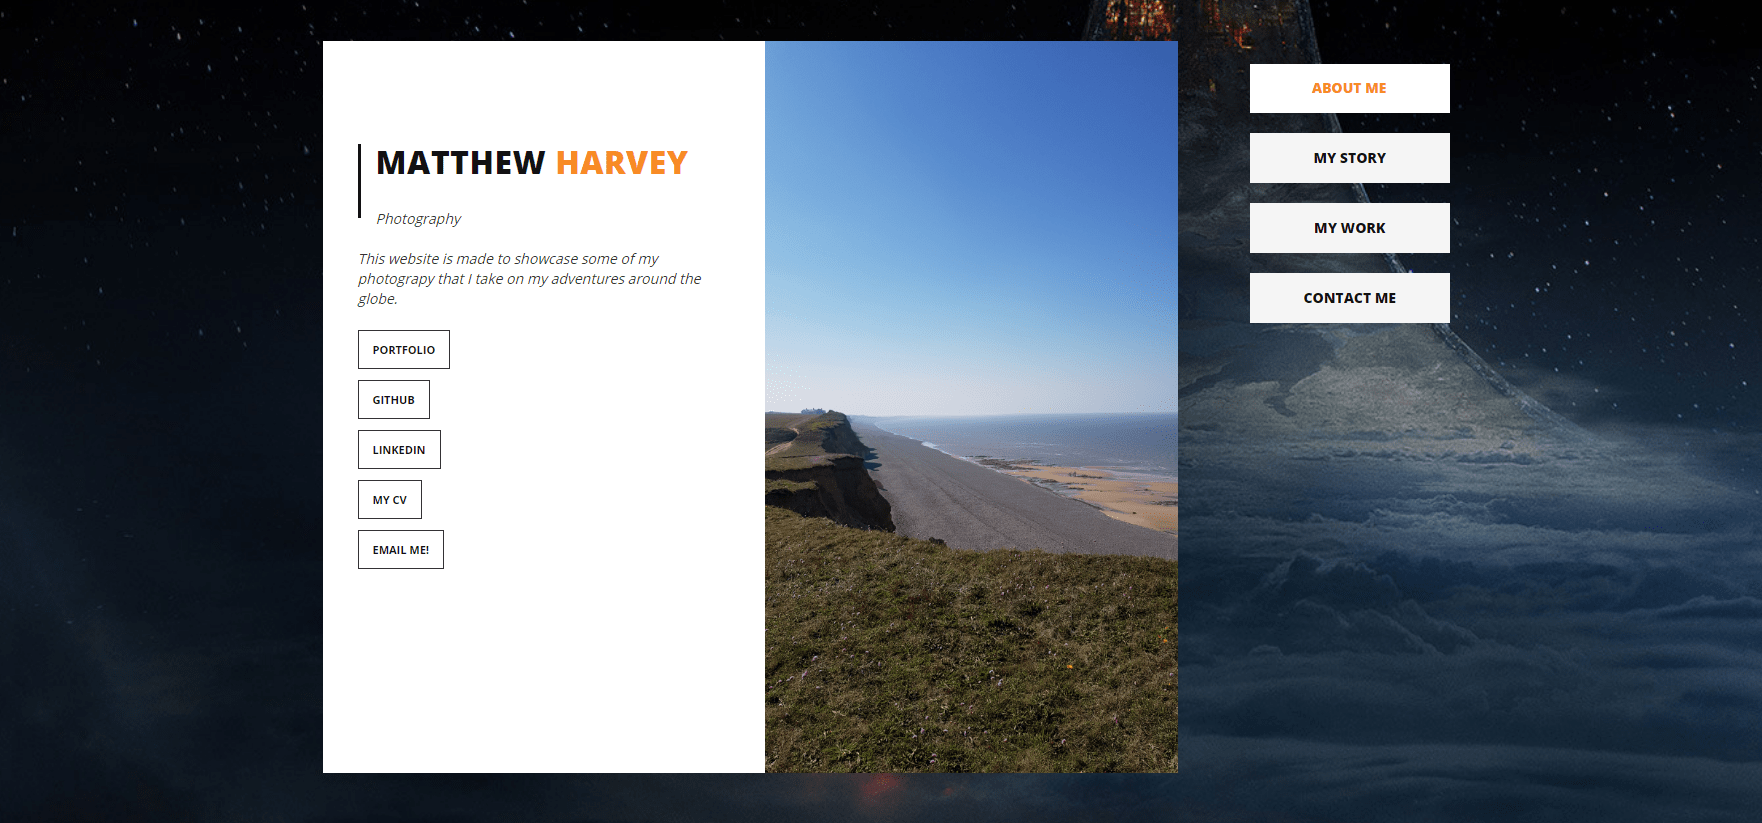 MATTHEW HARVEY
Photography
This website is made to showcase some of my
photograpy that I take on my adventures around the
globe.
PORTFOLIO
GITHUB
LINKEDIN
MY CV
EMAIL ME!
ABOUT ME
MY STORY
MY WORK
CONTACT ME